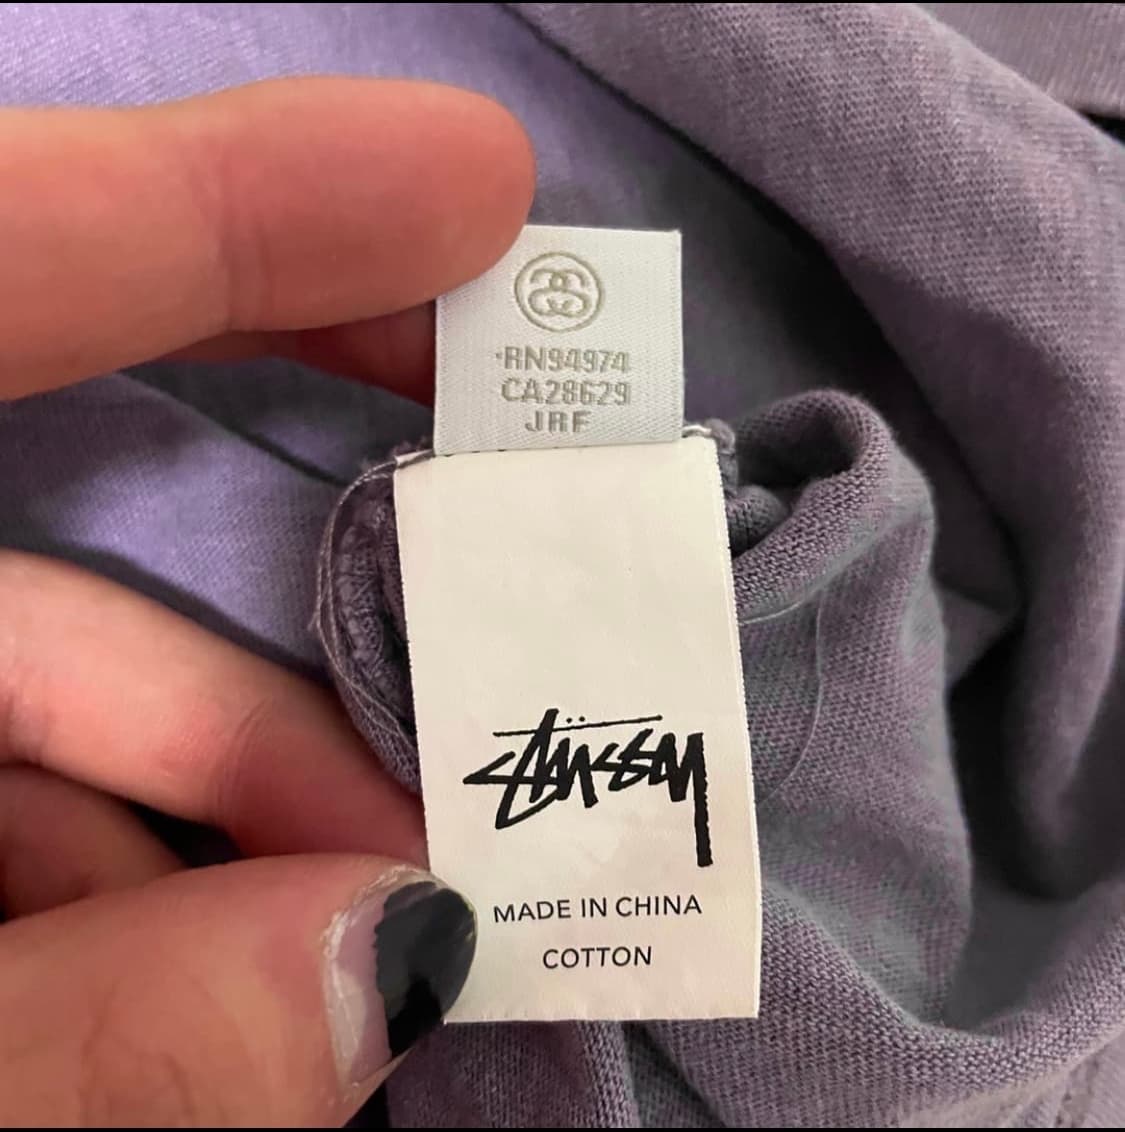 RN94974
CA28629
JRF
Stüssy
MADE IN CHINA
COTTON